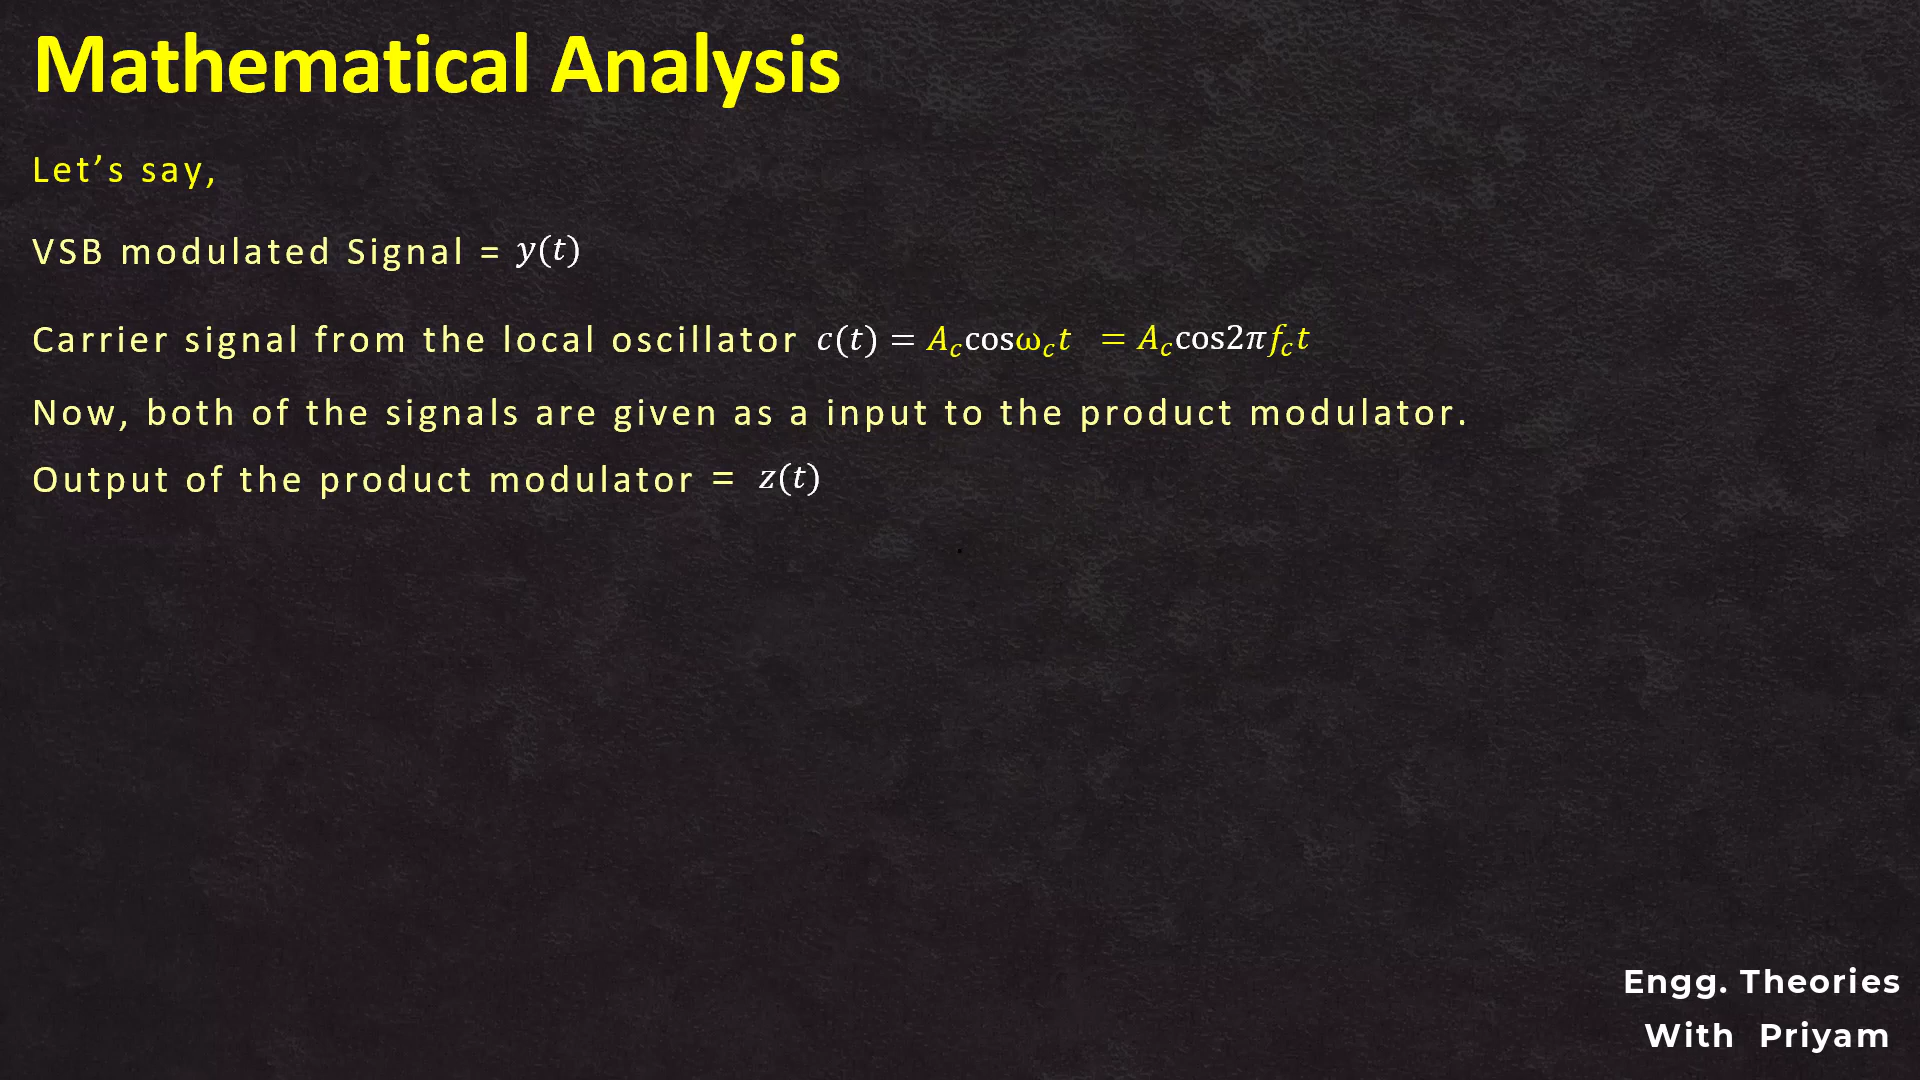 Mathematical Analysis
Let’s say,
VSB modulated Signal = y(t)
Carrier signal from the local oscillator c(t) = A_c cosω_c t = A_c cos2πf_c t
Now, both of the signals are given as a input to the product modulator.
Output of the product modulator = z(t)
Engg. Theories
With Priyam